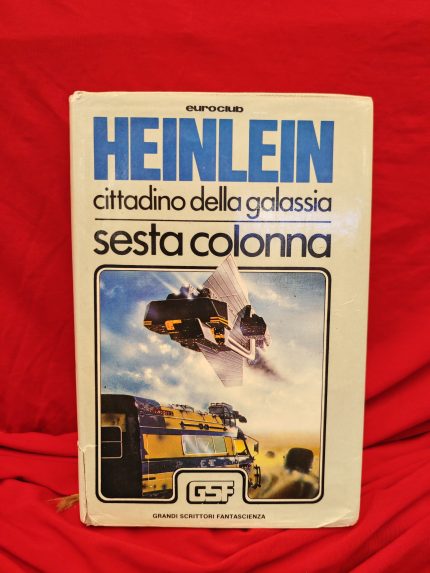 euroclub
HEINLEIN
cittadino della galassia
sesta colonna
GSF
GRANDI SCRITTORI FANTASCIENZA